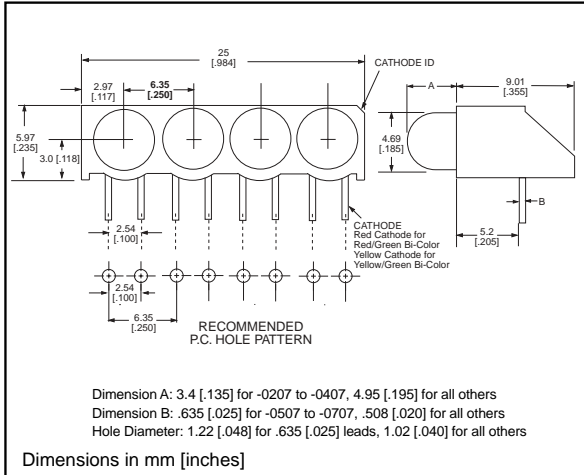 25
[.984]
CATHODE ID
2.97
[.117]
6.35
[.250]
A
9.01
[.355]
5.97
[.235]
3.0 [.118]
4.69
[.185]
2.54
[.100]
CATHODE
Red Cathode for
Red/Green Bi-Color
Yellow Cathode for
Yellow/Green Bi-Color
B
5.2
[.205]
2.54
[.100]
6.35
[.250]
RECOMMENDED
P.C. HOLE PATTERN
Dimension A: 3.4 [.135] for -0207 to -0407, 4.95 [.195] for all others
Dimension B: .635 [.025] for -0507 to -0707, .508 [.020] for all others
Hole Diameter: 1.22 [.048] for .635 [.025] leads, 1.02 [.040] for all others
Dimensions in mm [inches]